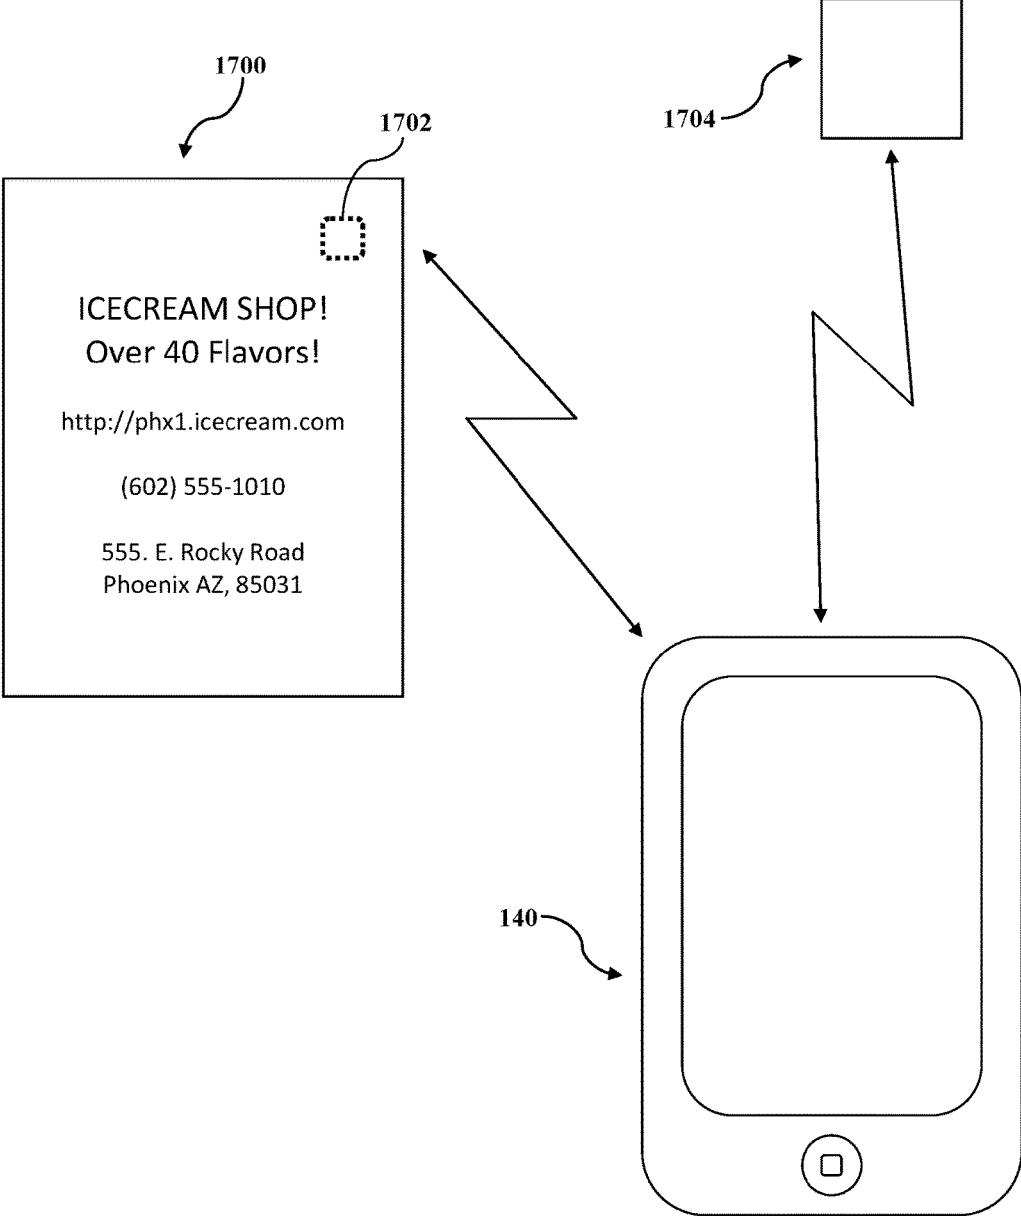 1700
1702
1704
ICECREAM SHOP!
Over 40 Flavors!
http://phx1.icecream.com
(602) 555-1010
555. E. Rocky Road
Phoenix AZ, 85031
140